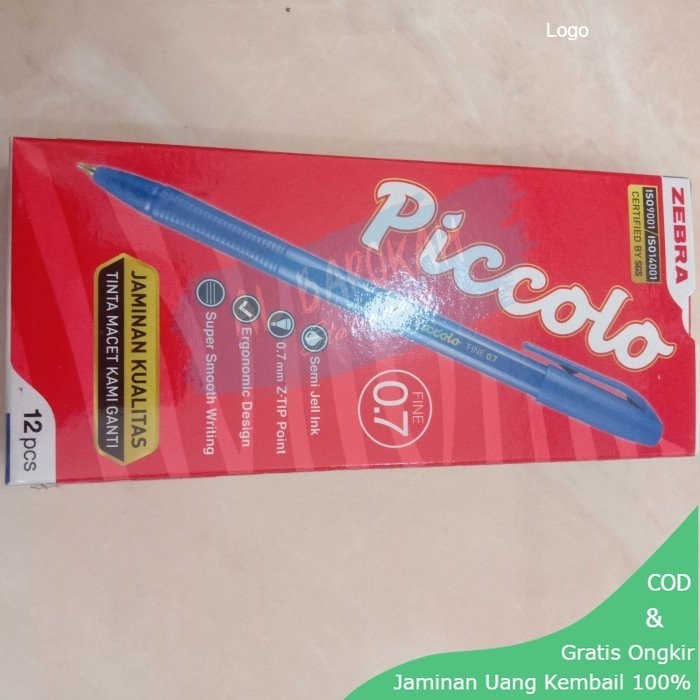 Logo
ZEBRA
ISO9001/ISO14001
CERTIFIED BY SGS
Piccolo
Piccolo FINE 0.7
FINE
0.7
Semi Jell Ink
0.7 mm Z-TIP Point
Ergonomic Design
Super Smooth Writing
JAMINAN KUALITAS
TINTA MACET KAMI GANTI
12 pcs
COD
&
Gratis Ongkir
Jaminan Uang Kembail 100%